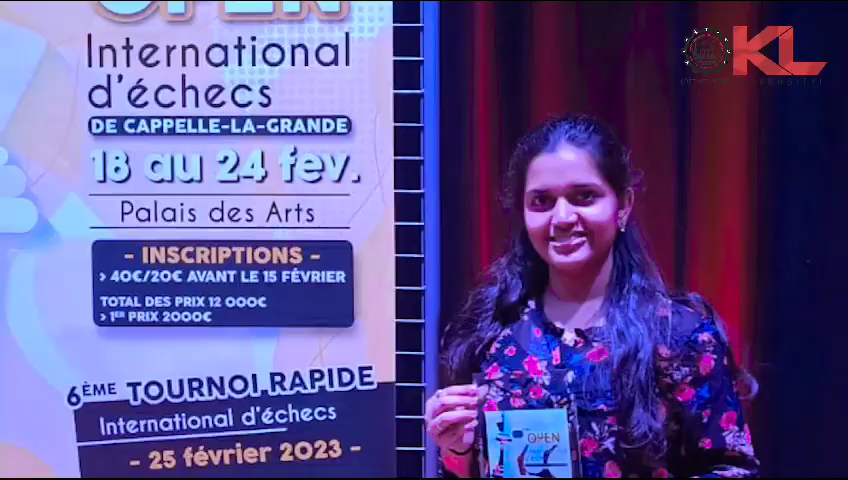 OPEN
International
d'échecs
DE CAPPELLE-LA-GRANDE
18 au 24 fev.
Palais des Arts
- INSCRIPTIONS -
> 40€/20€ AVANT LE 15 FÉVRIER
TOTAL DES PRIX 12 000€
> 1ER PRIX 2000€
6ÈME TOURNOI RAPIDE
International d'échecs
- 25 février 2023 -
KL
OPEN